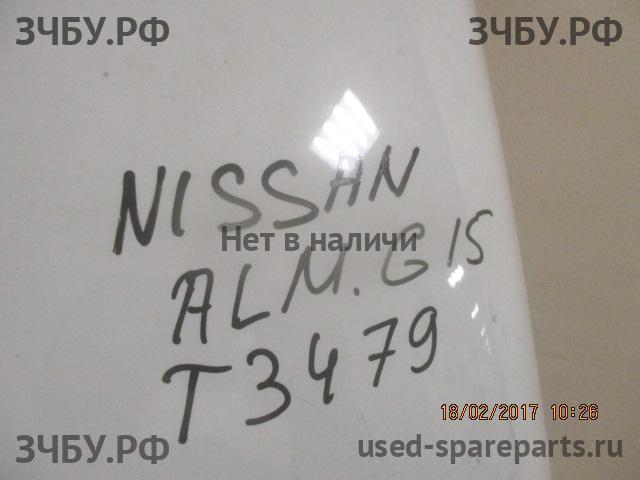 ЗЧБУ.РФ
ЗЧБУ.РФ
NISSAN
Нет в наличи
ALM. G15
T3479
18/02/2017 10:26
ЗЧБУ.РФ
used-spareparts.ru